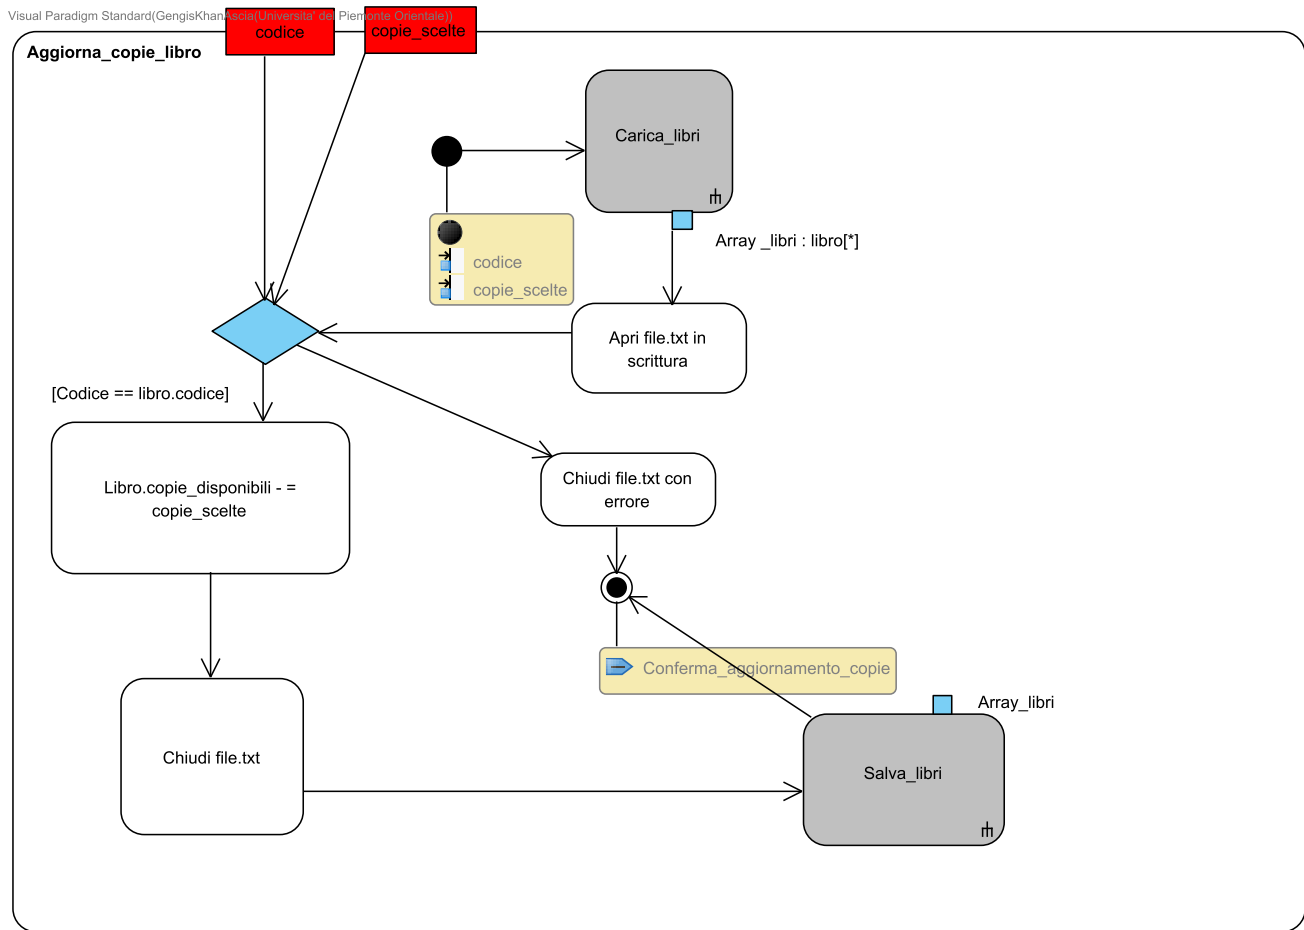 Visual Paradigm Standard(GengisKhanAscia(Universita' del Piemonte Orientale))
codice
copie_scelte
Aggiorna_copie_libro
Carica_libri
Array _libri : libro[*]
codice
copie_scelte
Apri file.txt in
scrittura
[Codice == libro.codice]
Libro.copie_disponibili - =
copie_scelte
Chiudi file.txt con
errore
Conferma_aggiornamento_copie
Array_libri
Chiudi file.txt
Salva_libri